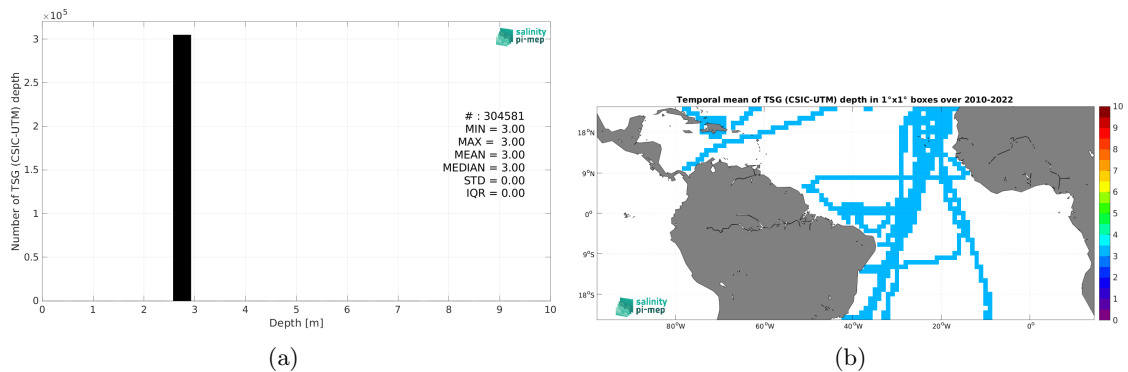 ×10⁵
3
2.5
2
1.5
1
0.5
0
Number of TSG (CSIC-UTM) depth
salinity
pi-mep
# : 304581
MIN = 3.00
MAX = 3.00
MEAN = 3.00
MEDIAN = 3.00
STD = 0.00
IQR = 0.00
0 1 2 3 4 5 6 7 8 9 10
Depth [m]
(a)
Temporal mean of TSG (CSIC-UTM) depth in 1°x1° boxes over 2010-2022
18°N
9°N
0°
9°S
18°S
salinity
pi-mep
80°W 60°W 40°W 20°W 0°
10
9
8
7
6
5
4
3
2
1
0
(b)